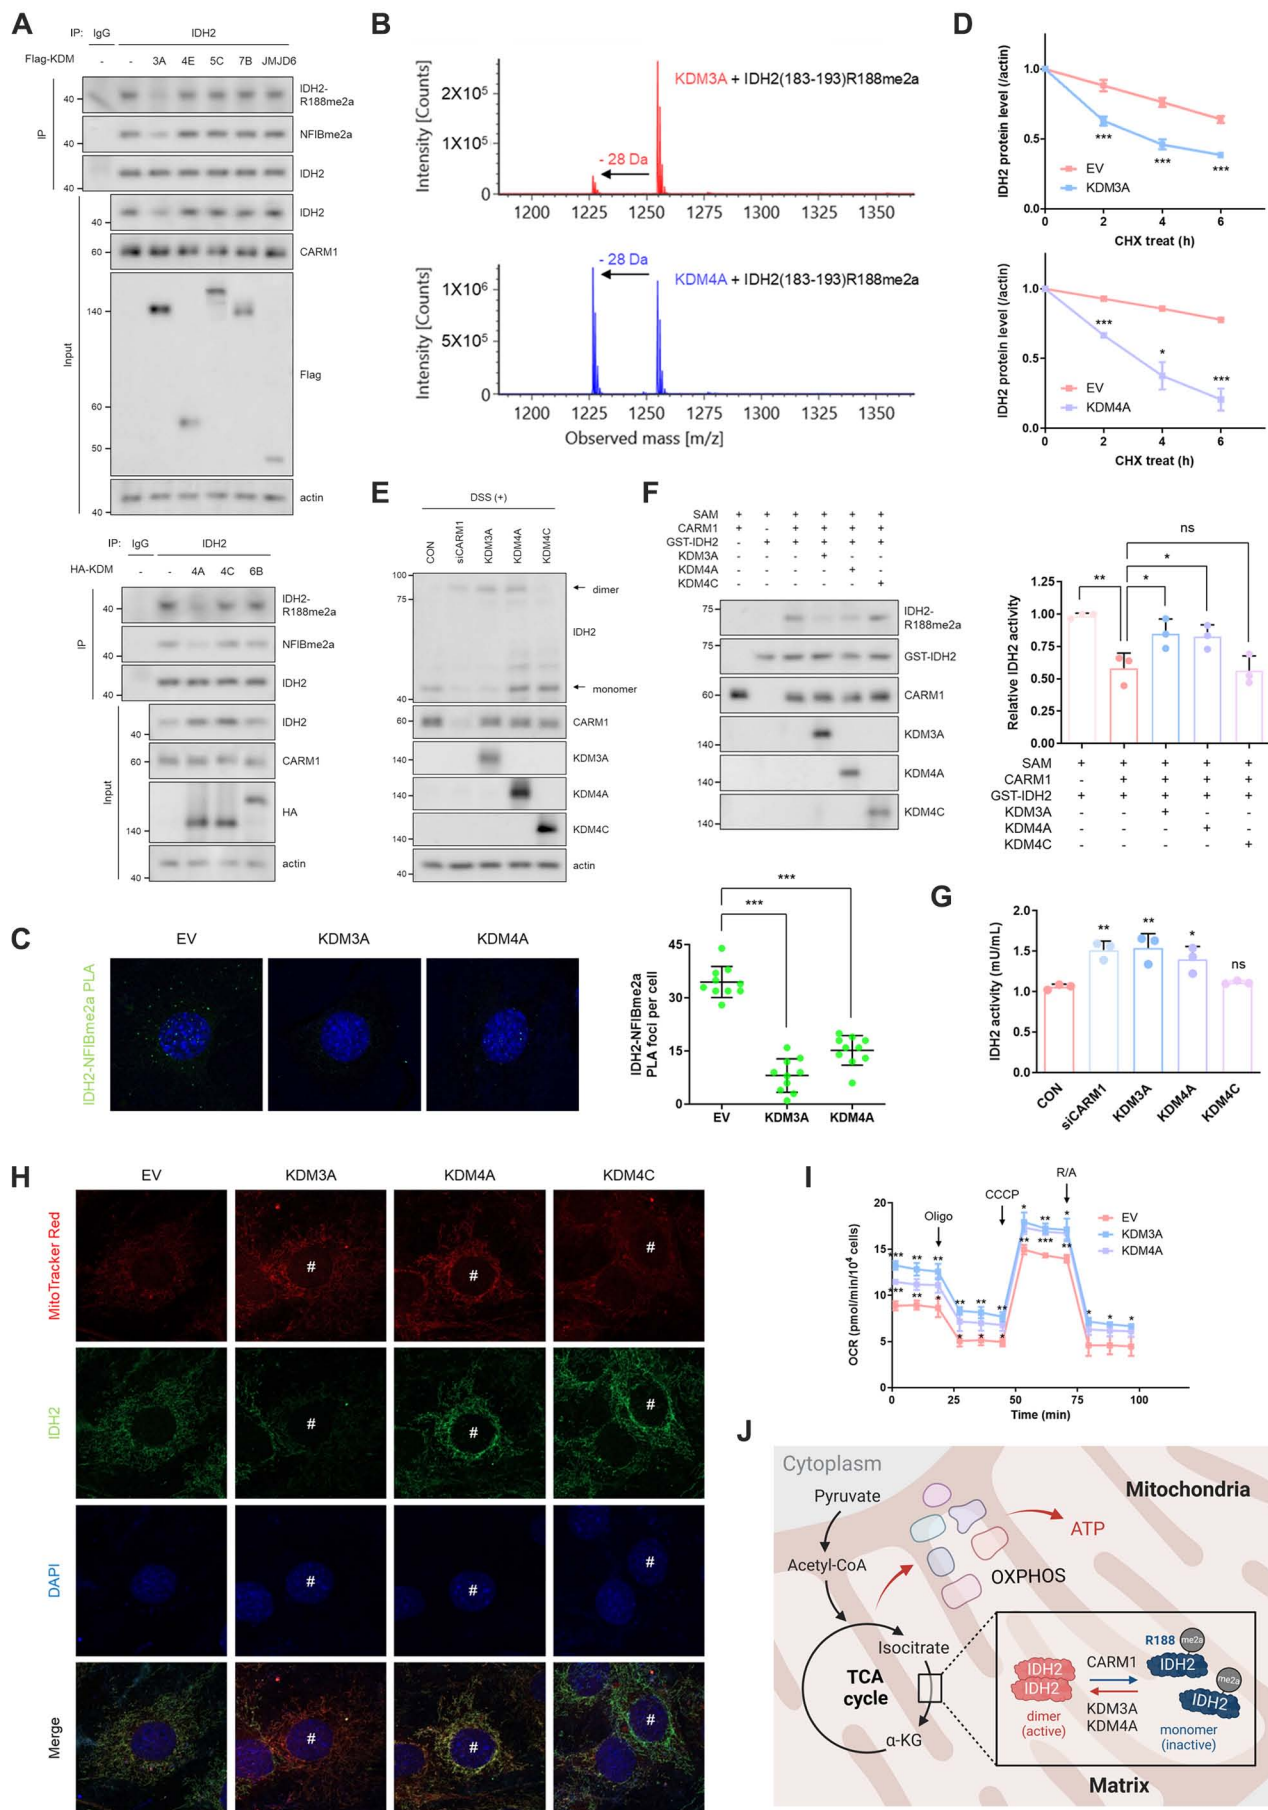 A
IP: IgG IDH2
Flag-KDM - - 3A 4E 5C 7B JMJD6
IP
40
IDH2-
R188me2a
40
NFIBme2a
40
IDH2
Input
40
IDH2
60
CARM1
140
60
50
Flag
40
actin
IP: IgG IDH2
HA-KDM - - 4A 4C 6B
IP
40
IDH2-
R188me2a
40
NFIBme2a
40
IDH2
Input
40
IDH2
60
CARM1
140
HA
40
actin
B
Intensity [Counts]
2X10⁵
1X10⁵
0
- 28 Da
KDM3A + IDH2(183-193)R188me2a
1200 1225 1250 1275 1300 1325 1350
Intensity [Counts]
1X10⁶
5X10⁵
0
- 28 Da
KDM4A + IDH2(183-193)R188me2a
1200 1225 1250 1275 1300 1325 1350
Observed mass [m/z]
D
IDH2 protein level (/actin)
1.0
0.5
0.0
*** *** ***
EV
KDM3A
0 2 4 6
CHX treat (h)
IDH2 protein level (/actin)
1.0
0.5
0.0
*** * ***
EV
KDM4A
0 2 4 6
CHX treat (h)
E
DSS (+)
CON siCARM1 KDM3A KDM4A KDM4C
100
75
40
dimer
IDH2
monomer
60
CARM1
140
KDM3A
140
KDM4A
140
KDM4C
40
actin
F
SAM + + + + + +
CARM1 + - + + + +
GST-IDH2 - + + + + +
KDM3A - - - + - -
KDM4A - - - - + -
KDM4C - - - - - +
75
IDH2-
R188me2a
75
GST-IDH2
60
CARM1
140
KDM3A
140
KDM4A
140
KDM4C
Relative IDH2 activity
1.25
1.00
0.75
0.50
0.25
0.00
ns
*
** *
SAM + + + + +
CARM1 - + + + +
GST-IDH2 + + + + +
KDM3A - - + - -
KDM4A - - - + -
KDM4C - - - - +
C
IDH2-NFIBme2a PLA
EV KDM3A KDM4A
IDH2-NFIBme2a
PLA foci per cell
45
30
15
0
***
***
EV KDM3A KDM4A
G
IDH2 activity (mU/mL)
2.0
1.5
1.0
0.5
0.0
** ** * ns
CON siCARM1 KDM3A KDM4A KDM4C
H
EV KDM3A KDM4A KDM4C
MitoTracker Red
# # #
IDH2
# # #
DAPI
# # #
Merge
# # #
I
OCR (pmol/min/10⁴ cells)
20
15
10
5
0
Oligo
CCCP
R/A
EV
KDM3A
KDM4A
*** ** **
*** ** *
** ** **
* * *
* ** *
** *** **
* * *
0 25 50 75 100
Time (min)
J
Cytoplasm
Mitochondria
Pyruvate
Acetyl-CoA
ATP
OXPHOS
Isocitrate
TCA
cycle
α-KG
R188 me2a
IDH2
IDH2
CARM1
IDH2
me2a
IDH2
KDM3A
KDM4A
dimer
(active)
monomer
(inactive)
Matrix